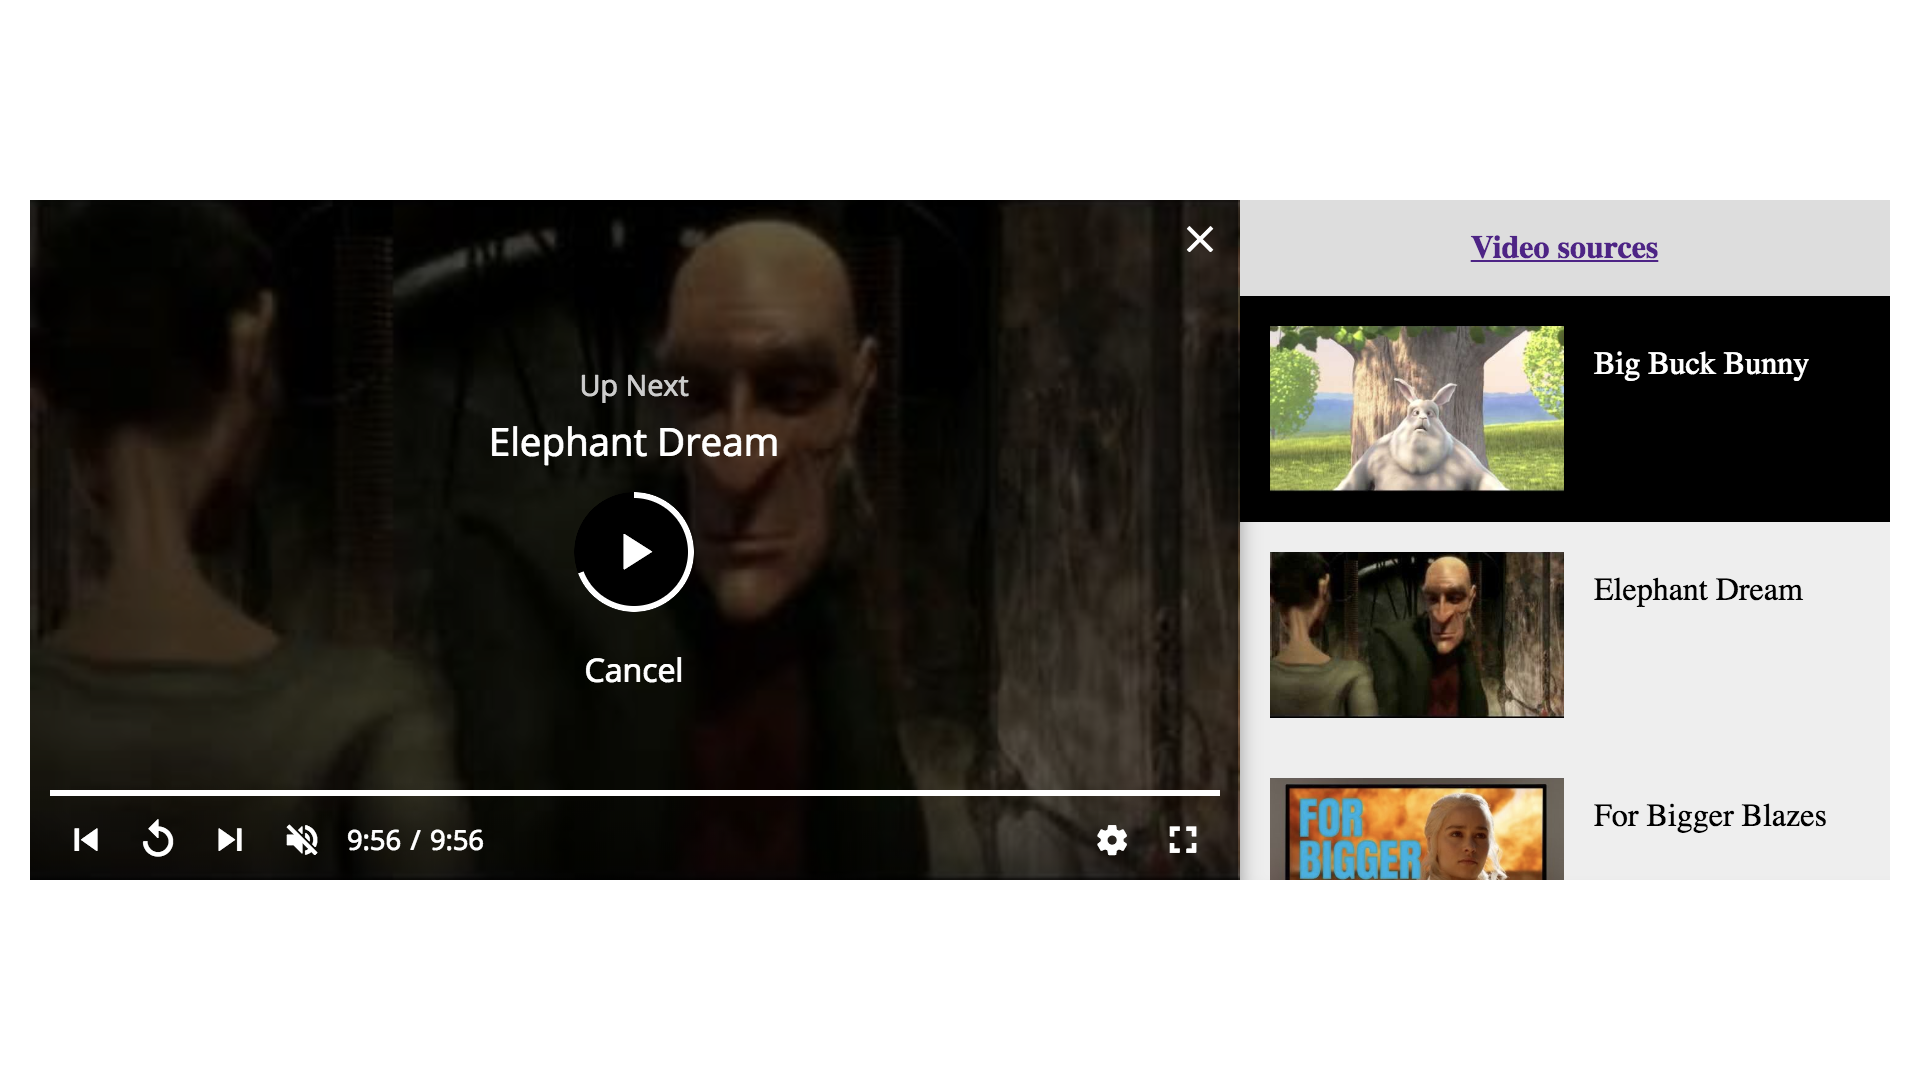 Up Next
Elephant Dream
Cancel
9:56 / 9:56
Video sources
Big Buck Bunny
Elephant Dream
For Bigger Blazes
FOR
BIGGER